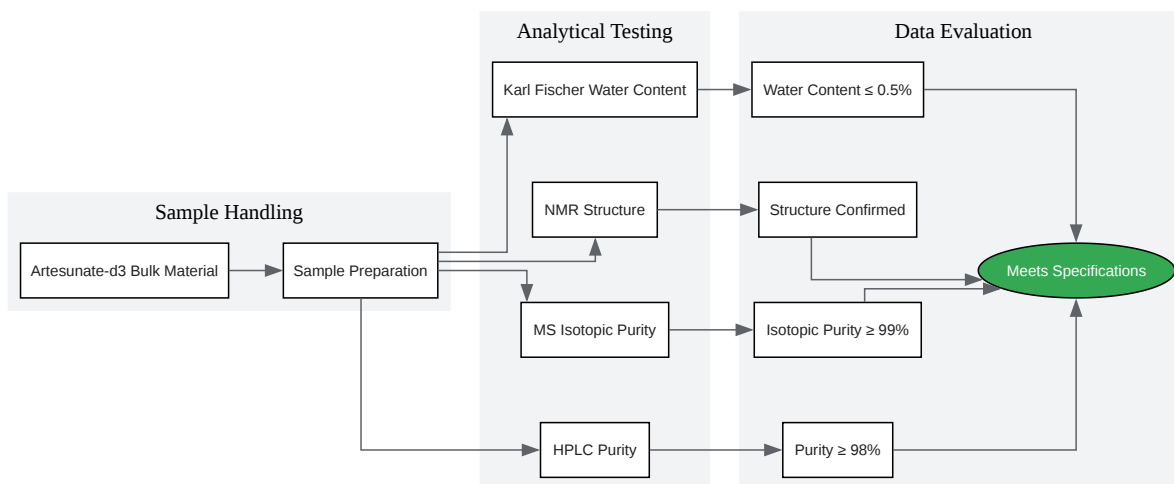 Sample Handling
Artesunate-d3 Bulk Material
Sample Preparation
Analytical Testing
Karl Fischer Water Content
NMR Structure
MS Isotopic Purity
HPLC Purity
Data Evaluation
Water Content ≤ 0.5%
Structure Confirmed
Isotopic Purity ≥ 99%
Purity ≥ 98%
Meets Specifications